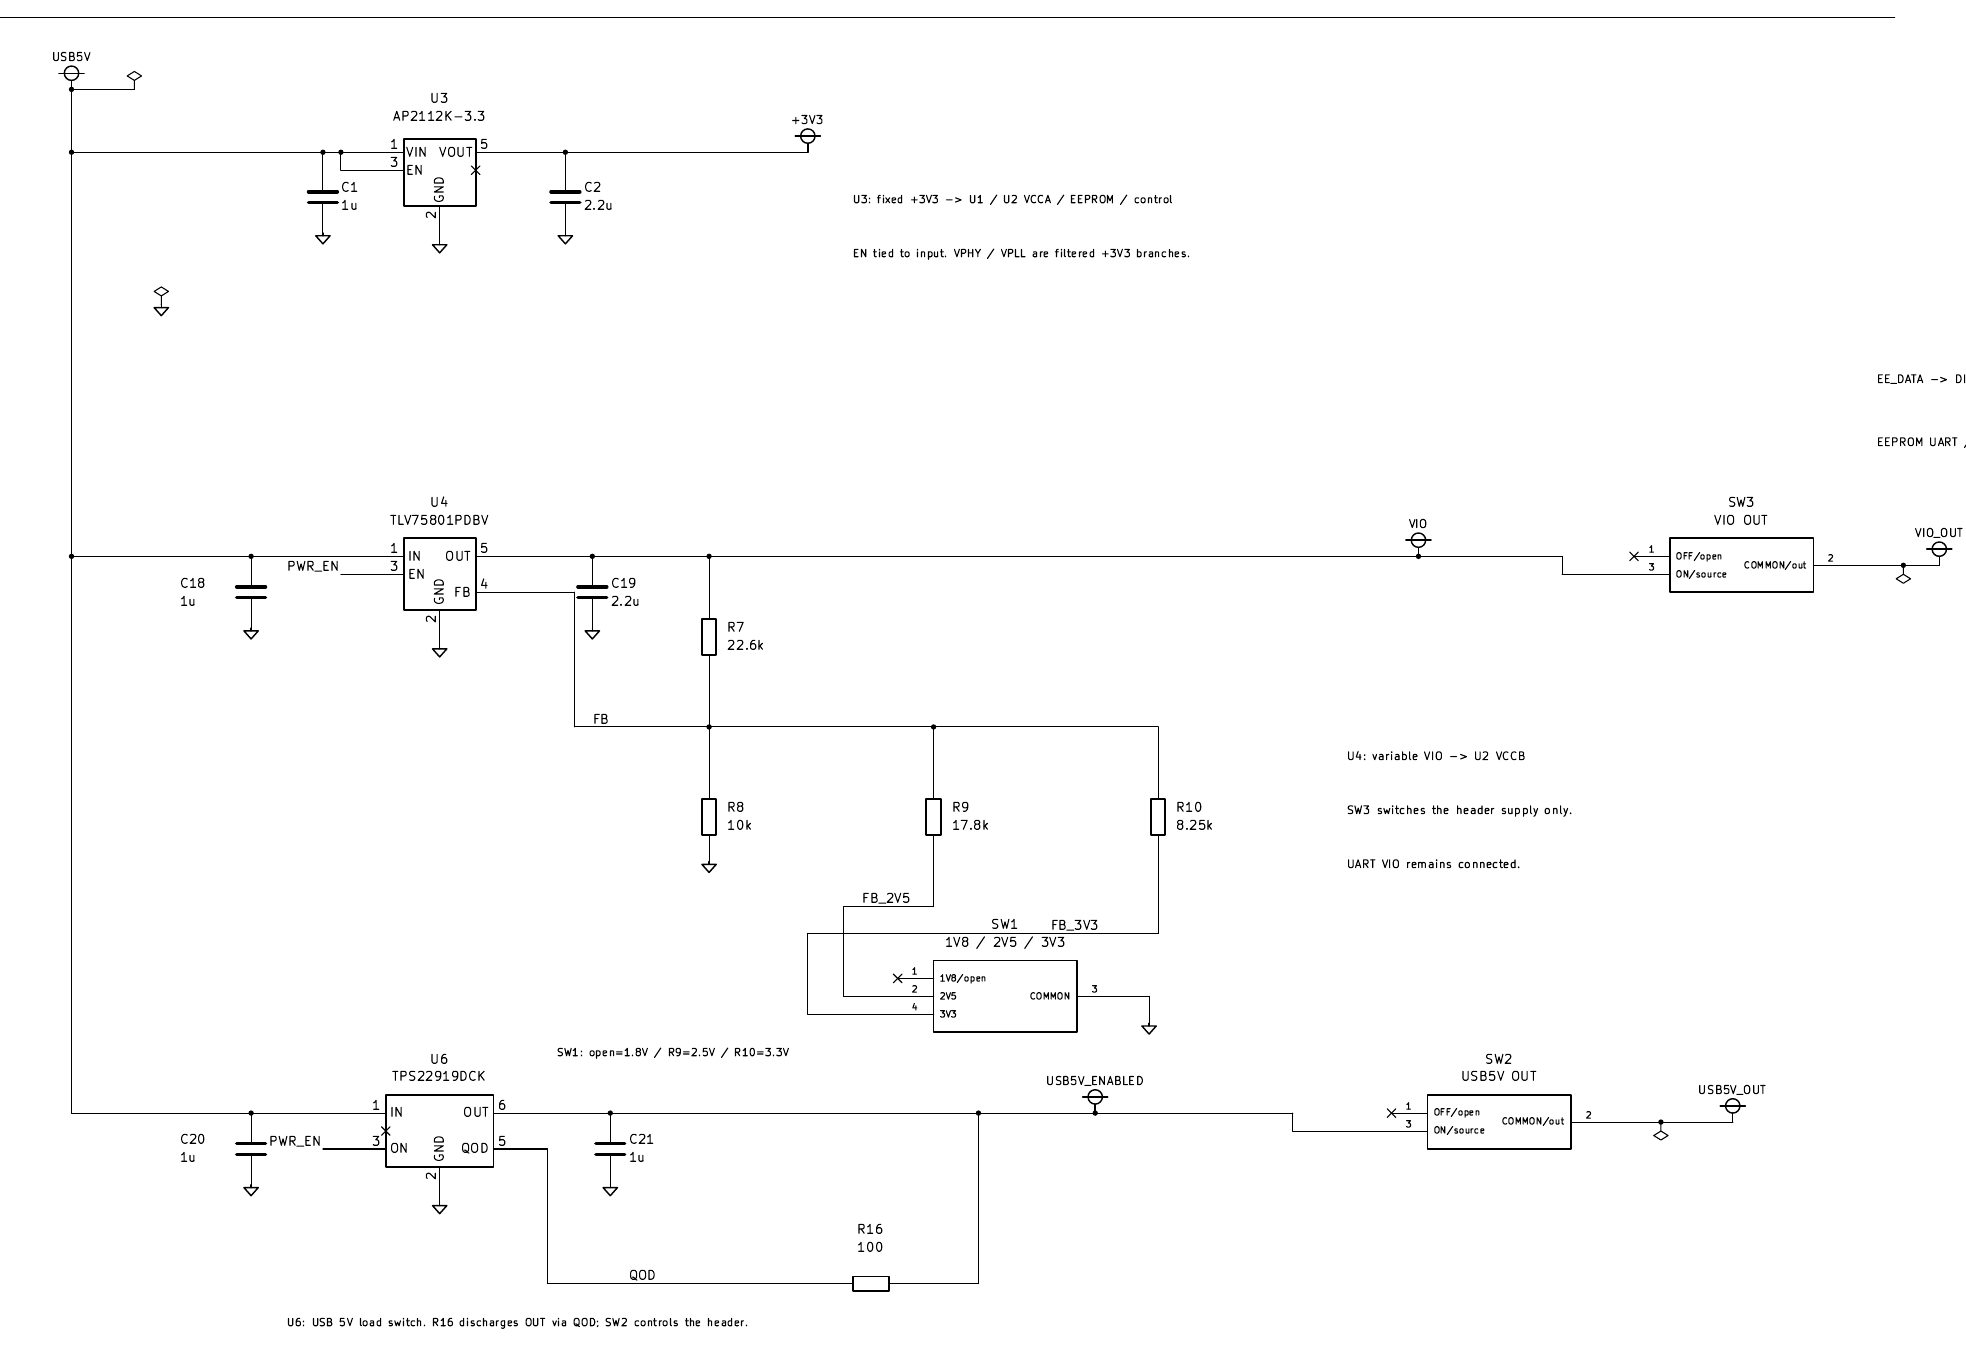 USB5V
U3
AP2112K-3.3
1
VIN
VOUT
5
3
EN
GND
2
C1
1u
C2
2.2u
+3V3
U3: fixed +3V3 -> U1 / U2 VCCA / EEPROM / control
EN tied to input. VPHY / VPLL are filtered +3V3 branches.
EE_DATA -> DI
EEPROM UART /
U4
TLV75801PDBV
1
IN
OUT
5
PWR_EN
3
EN
4
FB
GND
2
C18
1u
C19
2.2u
R7
22.6k
VIO
SW3
VIO OUT
1
OFF/open
3
ON/source
COMMON/out
2
VIO_OUT
FB
R8
10k
R9
17.8k
R10
8.25k
U4: variable VIO -> U2 VCCB
SW3 switches the header supply only.
UART VIO remains connected.
FB_2V5
SW1
FB_3V3
1V8 / 2V5 / 3V3
1
1V8/open
2
2V5
COMMON
3
4
3V3
SW1: open=1.8V / R9=2.5V / R10=3.3V
U6
TPS22919DCK
1
IN
OUT
6
PWR_EN
3
ON
QOD
5
GND
2
C20
1u
C21
1u
USB5V_ENABLED
SW2
USB5V OUT
1
OFF/open
3
ON/source
COMMON/out
2
USB5V_OUT
R16
100
QOD
U6: USB 5V load switch. R16 discharges OUT via QOD; SW2 controls the header.